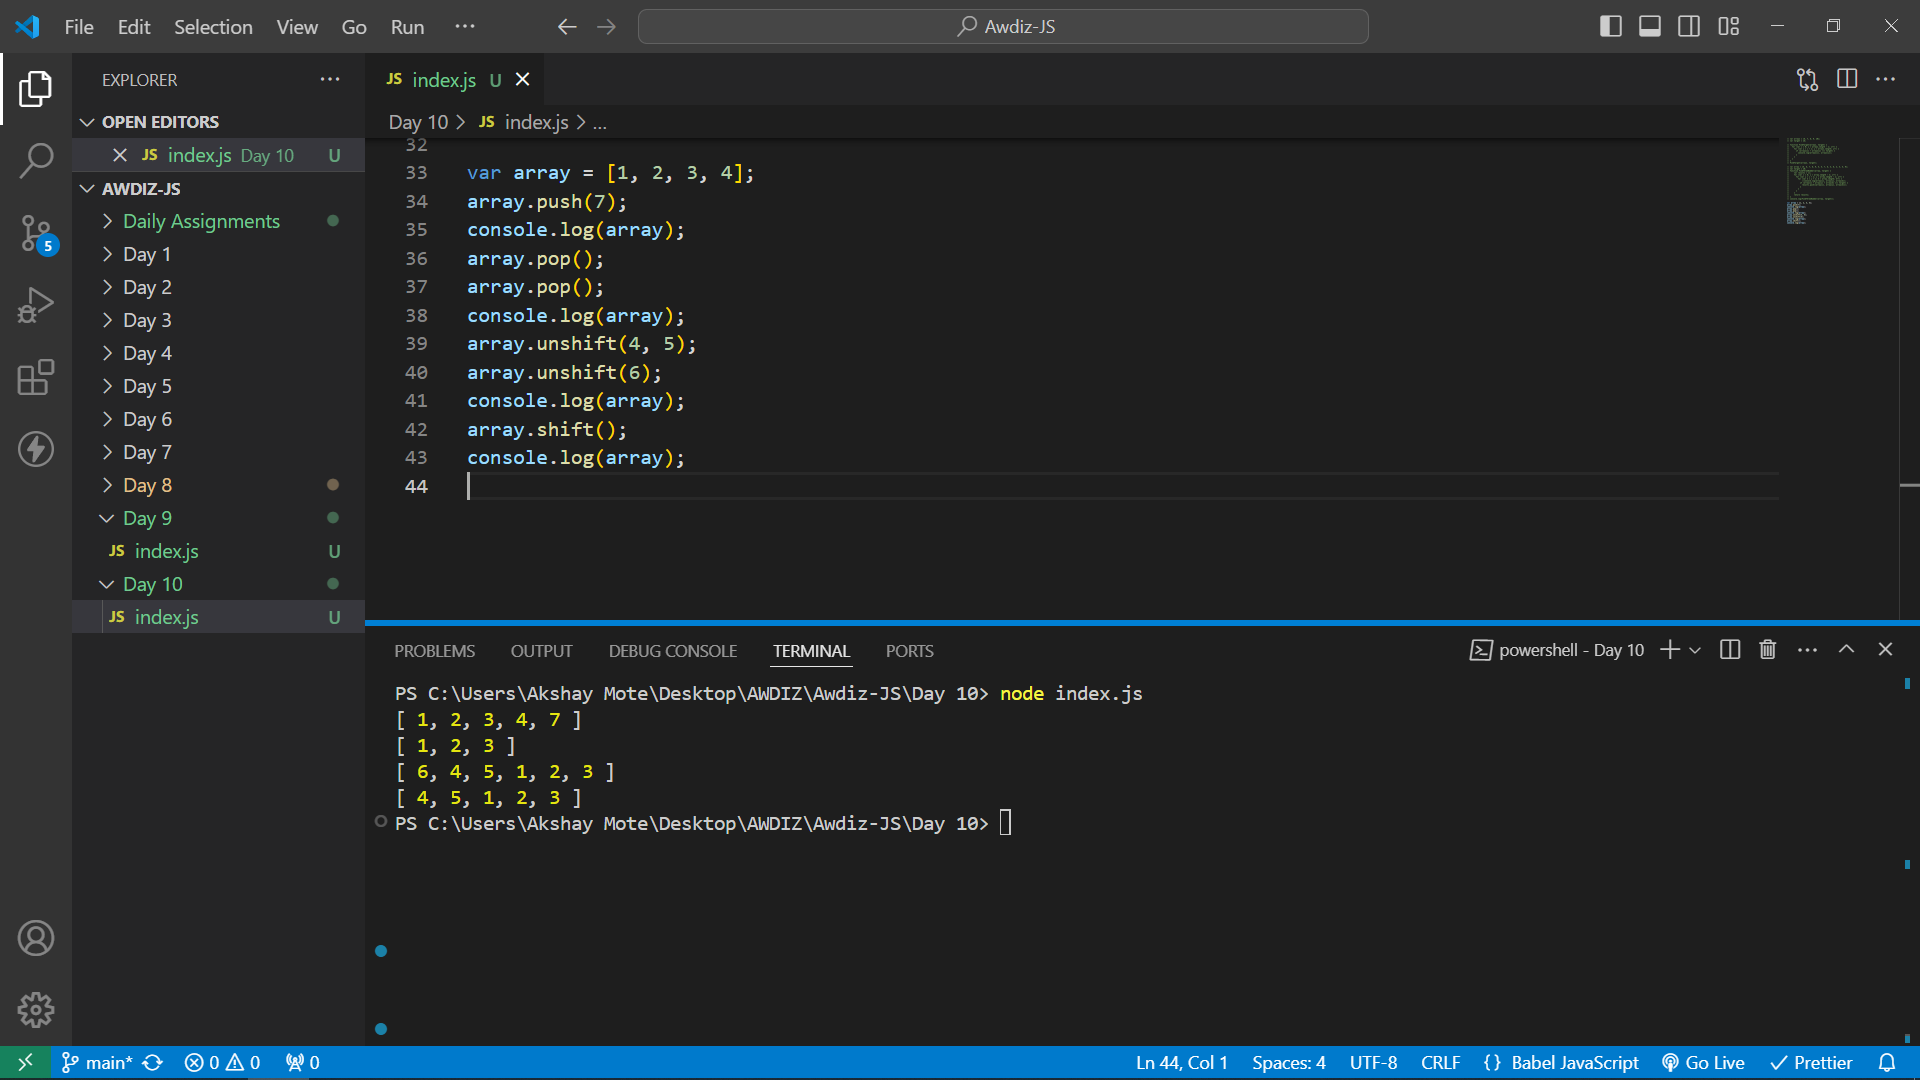 File Edit Selection View Go Run ··· Awdiz-JS
EXPLORER ···
OPEN EDITORS
JS index.js Day 10 U
AWDIZ-JS
Daily Assignments
Day 1
Day 2
Day 3
Day 4
Day 5
Day 6
Day 7
Day 8
Day 9
JS index.js U
Day 10
JS index.js U
5
JS index.js U
Day 10 > JS index.js > ...
32
33 var array = [1, 2, 3, 4];
34 array.push(7);
35 console.log(array);
36 array.pop();
37 array.pop();
38 console.log(array);
39 array.unshift(4, 5);
40 array.unshift(6);
41 console.log(array);
42 array.shift();
43 console.log(array);
44
PROBLEMS OUTPUT DEBUG CONSOLE TERMINAL PORTS powershell - Day 10
PS C:\Users\Akshay Mote\Desktop\AWDIZ\Awdiz-JS\Day 10> node index.js
[ 1, 2, 3, 4, 7 ]
[ 1, 2, 3 ]
[ 6, 4, 5, 1, 2, 3 ]
[ 4, 5, 1, 2, 3 ]
PS C:\Users\Akshay Mote\Desktop\AWDIZ\Awdiz-JS\Day 10>
main* 0 0 0 Ln 44, Col 1 Spaces: 4 UTF-8 CRLF {} Babel JavaScript Go Live Prettier